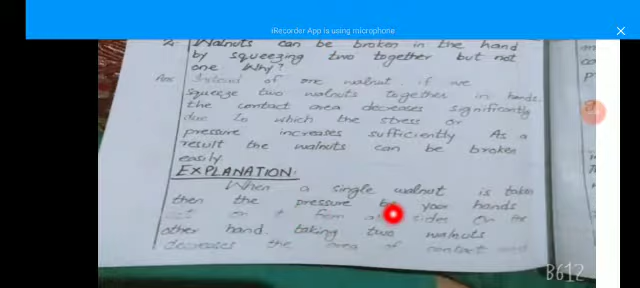 iRecorder App is using microphone
2. Walnuts can be broken in the hand
by squeezing two together but not
one why?
Ans Instead of one walnut if we
squeeze two walnuts together in hands.
the contact area decreases significantly
due to which the stress or
pressure increases sufficiently As a
result the walnuts can be broken
easily
EXPLANATION:
When a single walnut is taken
then the pressure by your hands
act on it from all sides on the
other hand taking two walnuts
decreases the area of contact and
B612